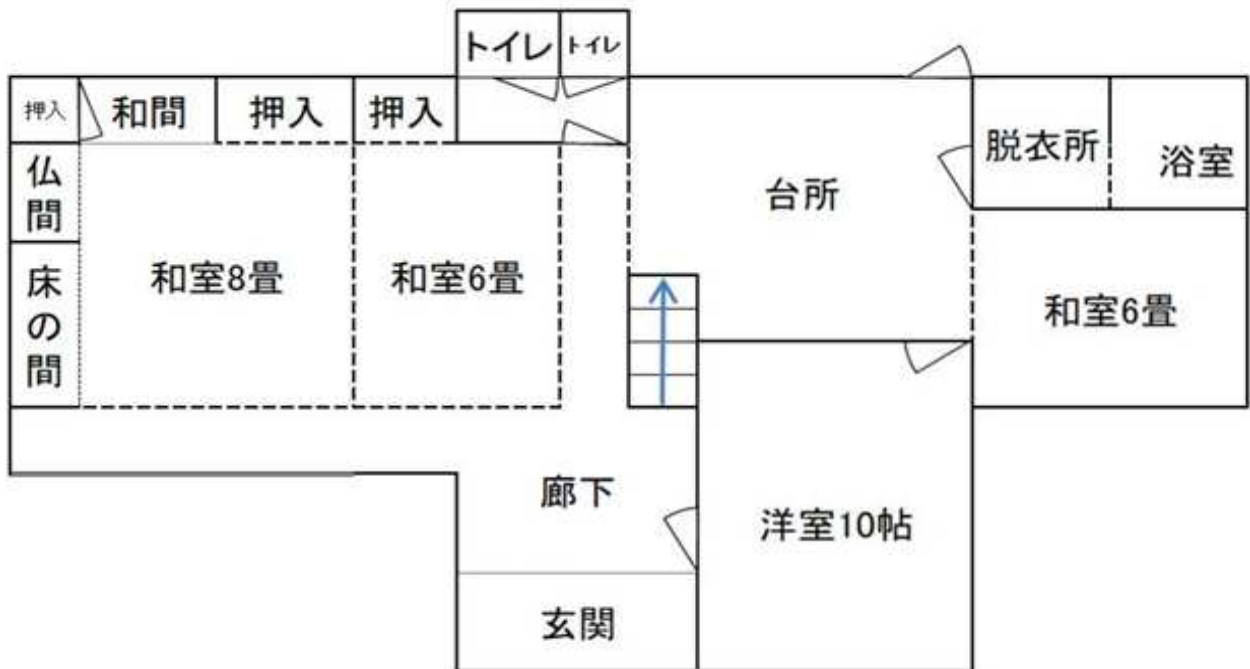 トイレ
トイレ
押入
和間
押入
押入
脱衣所
浴室
仏間
台所
床の間
和室8畳
和室6畳
和室6畳
廊下
洋室10帖
玄関